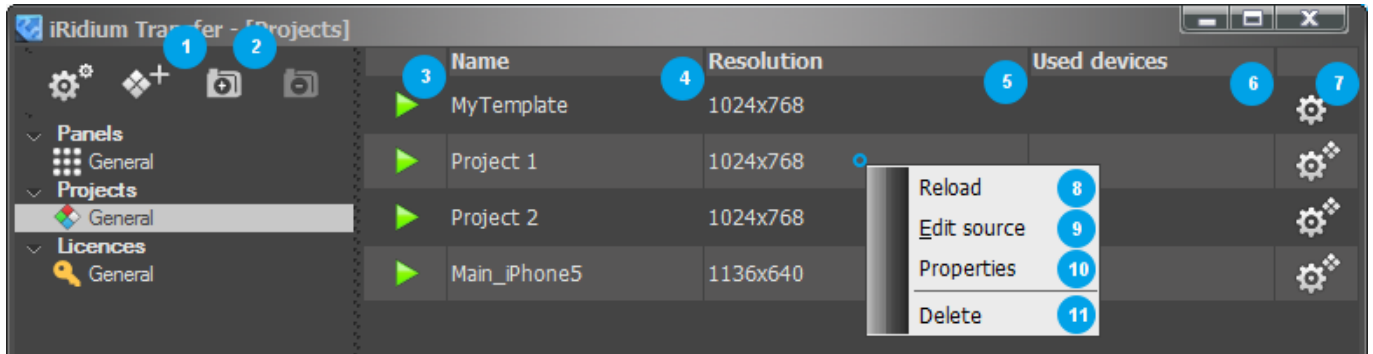 iRidium Transfer - [Projects]
1 2
3 Name 4 Resolution 5 Used devices 6 7
MyTemplate 1024x768
Panels
General
Project 1 1024x768
Projects
General
Project 2 1024x768
Licences
General
Main_iPhone5 1136x640
Reload 8
Edit source 9
Properties 10
Delete 11